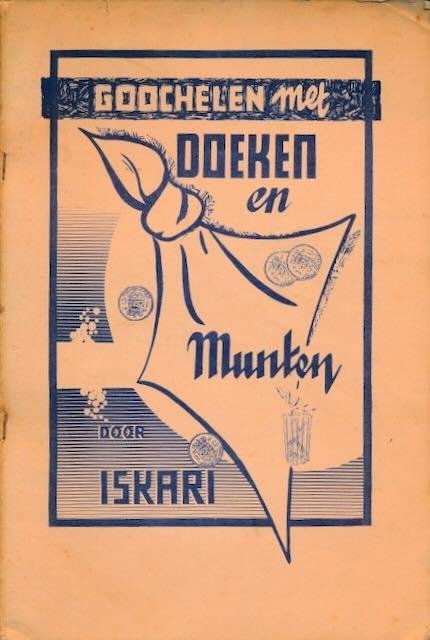 GOOCHELEN met
DOEKEN
en
Munten
DOOR
ISKARI